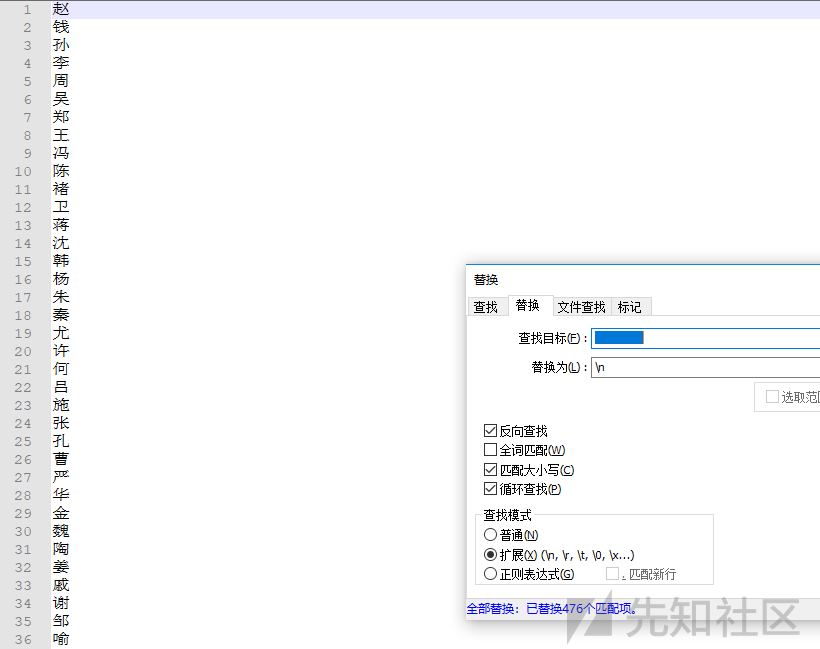 1 赵
2 钱
3 孙
4 李
5 周
6 吴
7 郑
8 王
9 冯
10 陈
11 褚
12 卫
13 蒋
14 沈
15 韩
16 杨
17 朱
18 秦
19 尤
20 许
21 何
22 吕
23 施
24 张
25 孔
26 曹
27 严
28 华
29 金
30 魏
31 陶
32 姜
33 戚
34 谢
35 邹
36 喻
替换
查找 替换 文件查找 标记
查找目标(F) :
替换为(L) : \n
选取范
反向查找
全词匹配(W)
匹配大小写(C)
循环查找(P)
查找模式
普通(N)
扩展(X) (\n, \r, \t, \0, \x...)
正则表达式(G) . 匹配新行
全部替换: 已替换476个匹配项。
先知社区